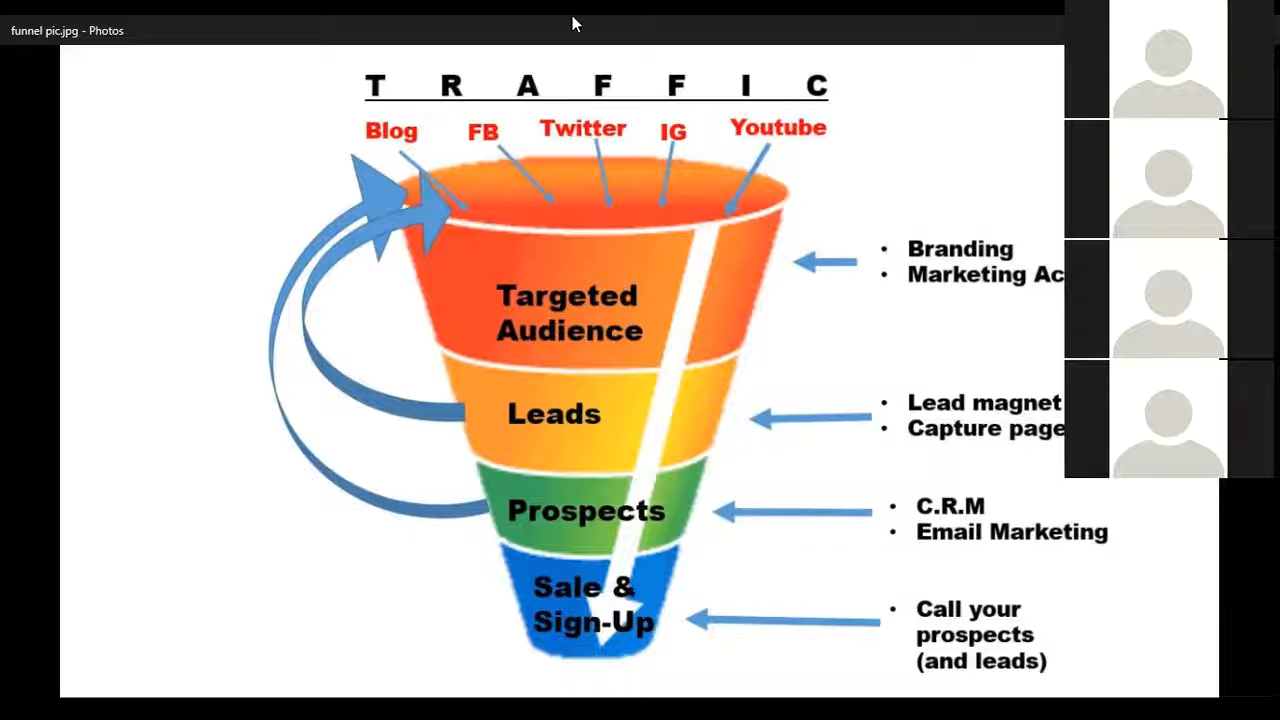 funnel pic.jpg - Photos
T R A F F I C
Blog FB Twitter IG Youtube
Targeted
Audience
• Branding
• Marketing
Leads
• Lead magnet
• Capture page
Prospects
• C.R.M
• Email Marketing
Sale &
Sign-Up
• Call your
prospects
(and leads)